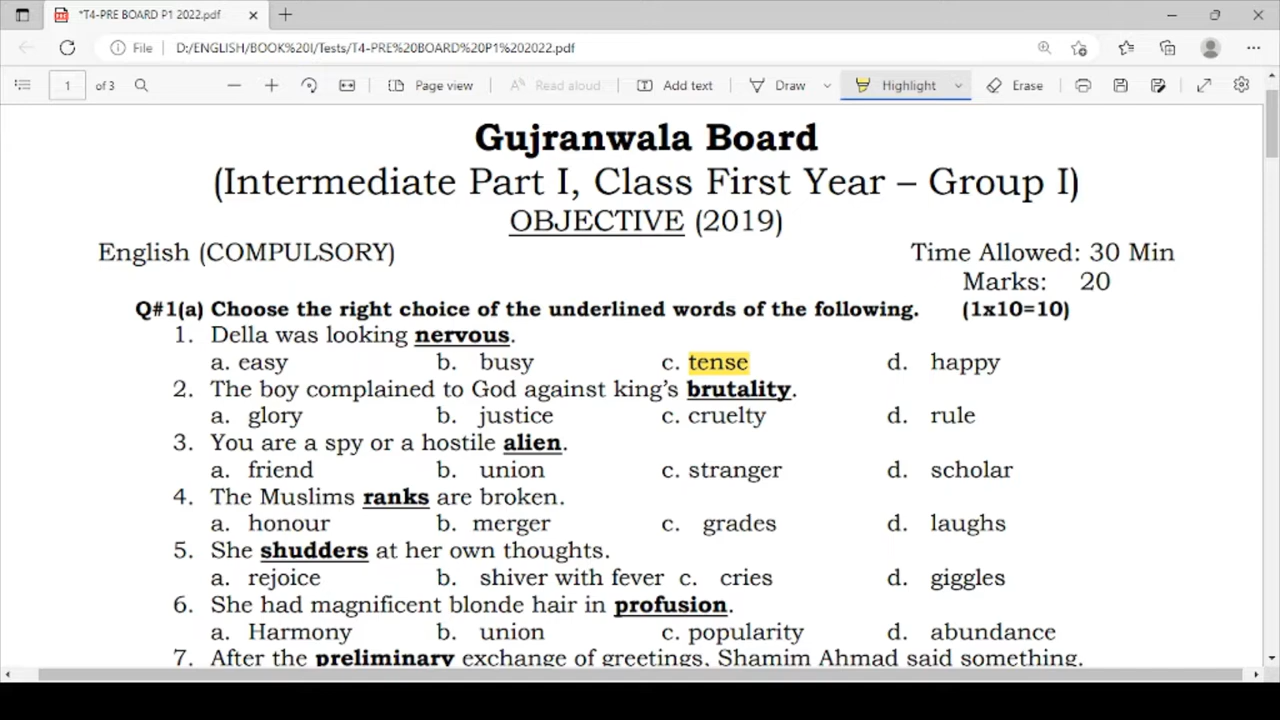 *T4-PRE BOARD P1 2022.pdf
File D:/ENGLISH/BOOK%20I/Tests/T4-PRE%20BOARD%20P1%202022.pdf
1 of 3 Page view Read aloud Add text Draw Highlight Erase
Gujranwala Board
(Intermediate Part I, Class First Year – Group I)
OBJECTIVE (2019)
English (COMPULSORY) Time Allowed: 30 Min
Marks: 20
Q#1(a) Choose the right choice of the underlined words of the following. (1x10=10)
1. Della was looking nervous.
a. easy b. busy c. tense d. happy
2. The boy complained to God against king's brutality.
a. glory b. justice c. cruelty d. rule
3. You are a spy or a hostile alien.
a. friend b. union c. stranger d. scholar
4. The Muslims ranks are broken.
a. honour b. merger c. grades d. laughs
5. She shudders at her own thoughts.
a. rejoice b. shiver with fever c. cries d. giggles
6. She had magnificent blonde hair in profusion.
a. Harmony b. union c. popularity d. abundance
7. After the preliminary exchange of greetings, Shamim Ahmad said something.